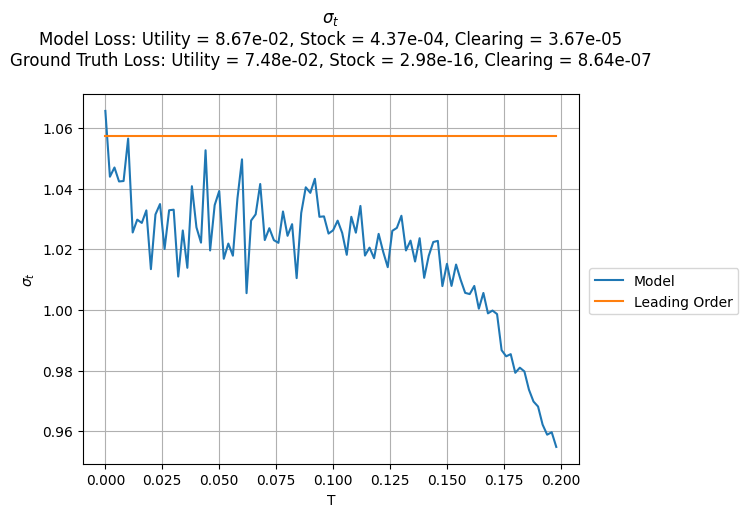 σt
Model Loss: Utility = 8.67e-02, Stock = 4.37e-04, Clearing = 3.67e-05
Ground Truth Loss: Utility = 7.48e-02, Stock = 2.98e-16, Clearing = 8.64e-07
1.06
1.04
1.02
1.00
0.98
0.96
σt
0.000 0.025 0.050 0.075 0.100 0.125 0.150 0.175 0.200
T
Model
Leading Order